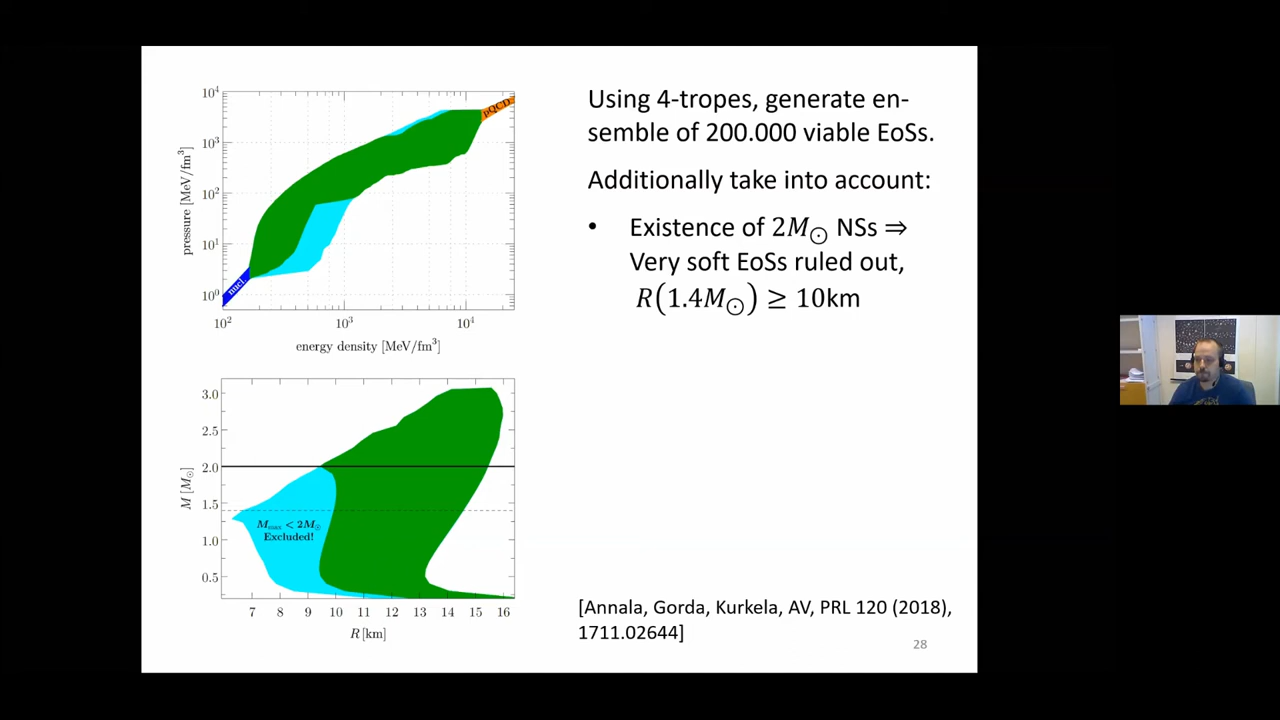 10⁴
10³
10²
10¹
10⁰
pressure [MeV/fm³]
pQCD
nucl
10² 10³ 10⁴
energy density [MeV/fm³]
3.0
2.5
2.0
1.5
1.0
0.5
M [M⊙]
M_max < 2M⊙
Excluded!
7 8 9 10 11 12 13 14 15 16
R [km]
Using 4-tropes, generate en-
semble of 200.000 viable EoSs.
Additionally take into account:
• Existence of 2M⊙ NSs ⇒
Very soft EoSs ruled out,
R(1.4M⊙) ≥ 10km
[Annala, Gorda, Kurkela, AV, PRL 120 (2018),
1711.02644]
28